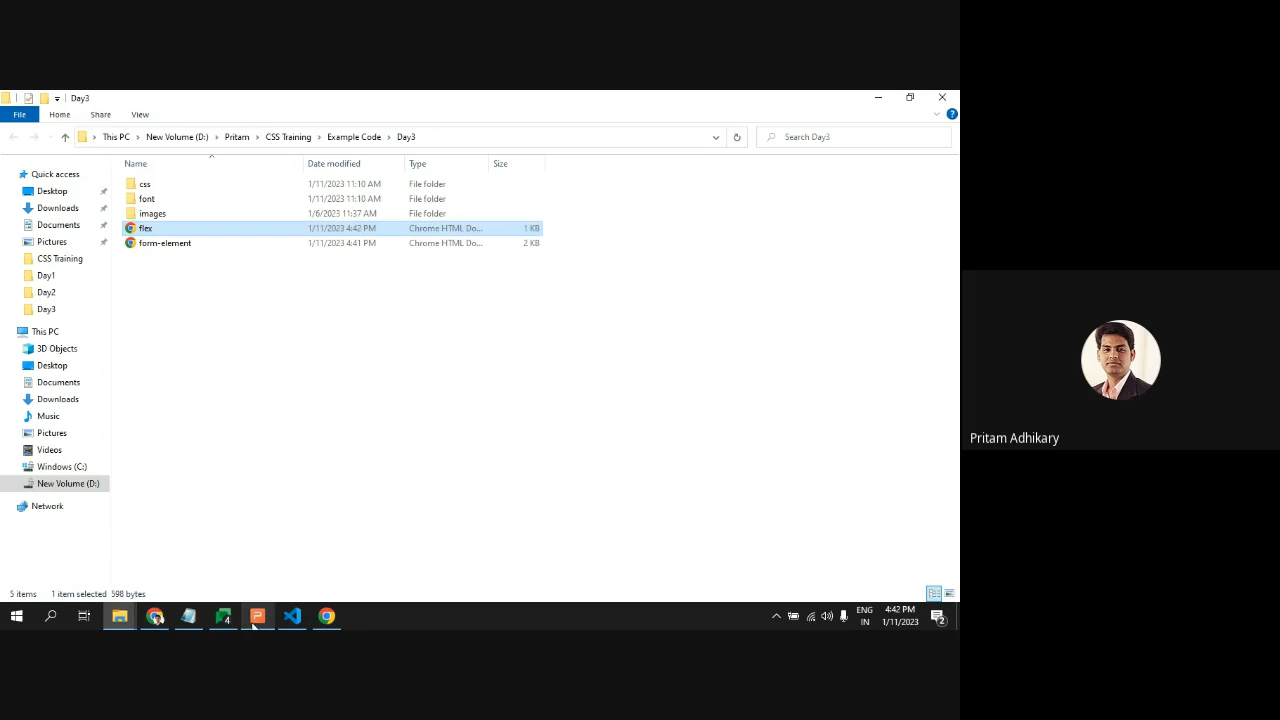 Day3
File Home Share View
This PC New Volume (D:) Pritam CSS Training Example Code Day3
Search Day3
Name Date modified Type Size
css 1/11/2023 11:10 AM File folder
font 1/11/2023 11:10 AM File folder
images 1/6/2023 11:37 AM File folder
flex 1/11/2023 4:42 PM Chrome HTML Do... 1 KB
form-element 1/11/2023 4:41 PM Chrome HTML Do... 2 KB
Quick access
Desktop
Downloads
Documents
Pictures
CSS Training
Day1
Day2
Day3
This PC
3D Objects
Desktop
Documents
Downloads
Music
Pictures
Videos
Windows (C:)
New Volume (D:)
Network
5 items 1 item selected 598 bytes
4
P
ENG
IN
4:42 PM
1/11/2023
2
Pritam Adhikary